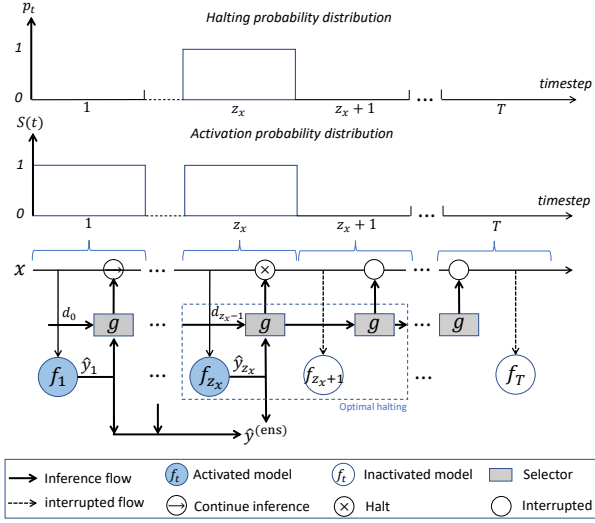 p_t
Halting probability distribution
1
0
timestep
1
z_x
z_x + 1
...
T
S(t)
Activation probability distribution
1
0
timestep
1
z_x
z_x + 1
...
T
x
...
...
d_0
g
...
d_{z_x−1}
g
g
...
g
f_1
ŷ_1
...
f_{z_x}
ŷ_{z_x}
f_{z_x+1}
...
f_T
Optimal halting
ŷ^(ens)
Inference flow
f_t Activated model
f_t Inactivated model
Selector
interrupted flow
Continue inference
Halt
Interrupted